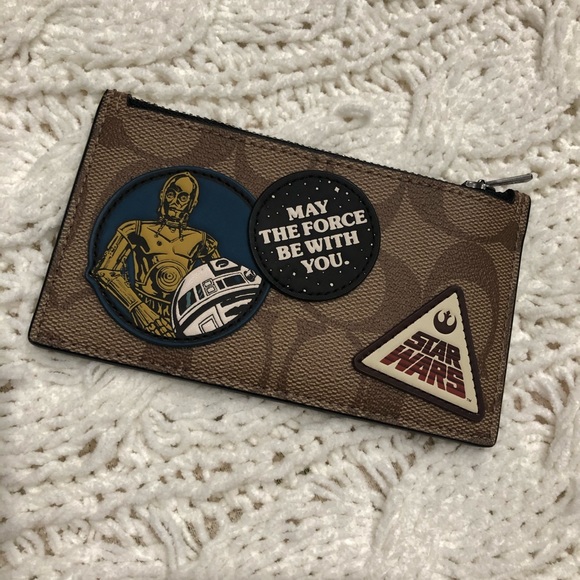 MAY
THE FORCE
BE WITH
YOU.
STAR
WARS